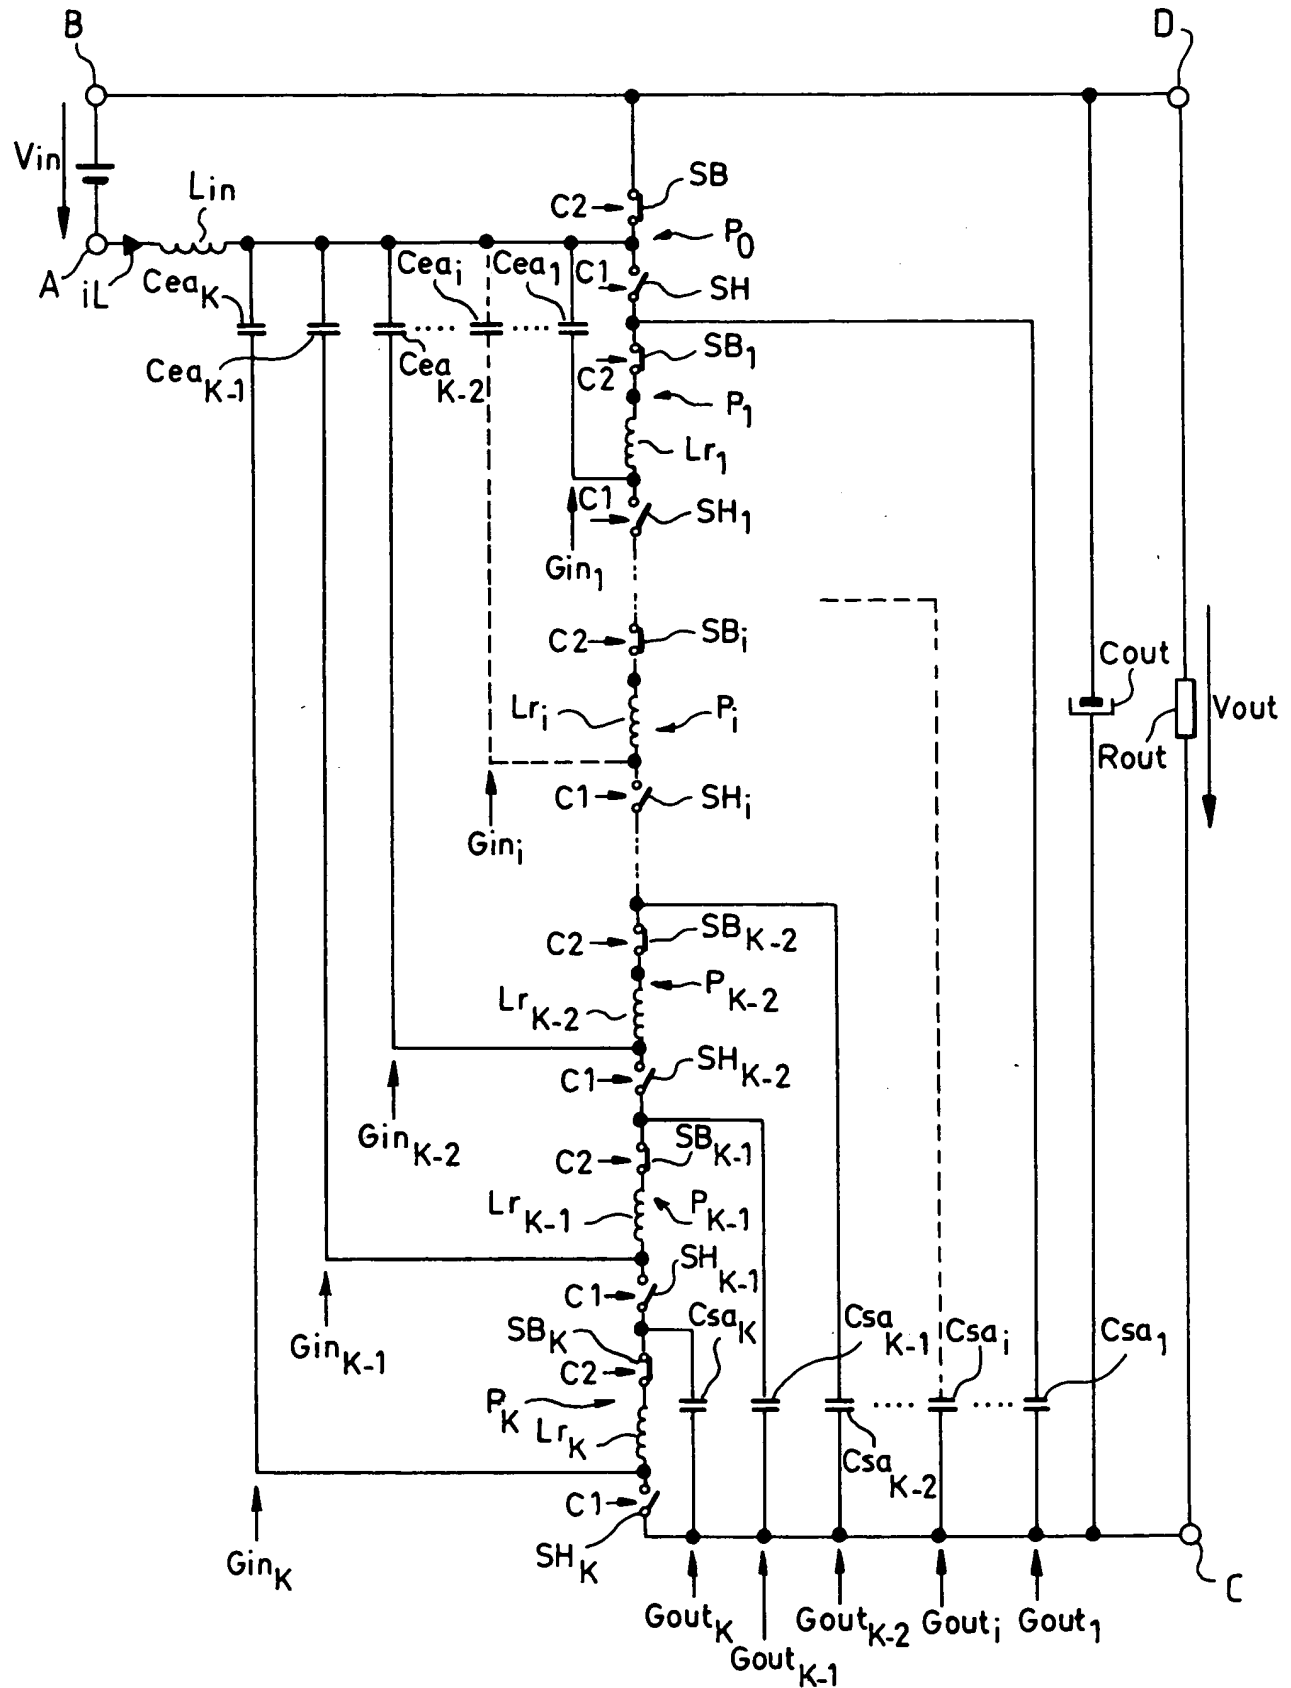 B
D
Vin
Lin
C2
SB
P0
A
iL
CeaK
Ceai
Cea1
C1
SH
CeaK-1
CeaK-2
C2
SB1
P1
Lr1
C1
SH1
Gin1
C2
SBi
Lri
Pi
Cout
Vout
Rout
C1
SHi
Gini
C2
SBK-2
PK-2
LrK-2
C1
SHK-2
GinK-2
C2
SBK-1
LrK-1
PK-1
SHK-1
C1
GinK-1
SBK
CsaK
CsaK-1
Csai
Csa1
C2
PK
LrK
CsaK-2
C1
SHK
GinK
C
GoutK
GoutK-1
GoutK-2
Gouti
Gout1